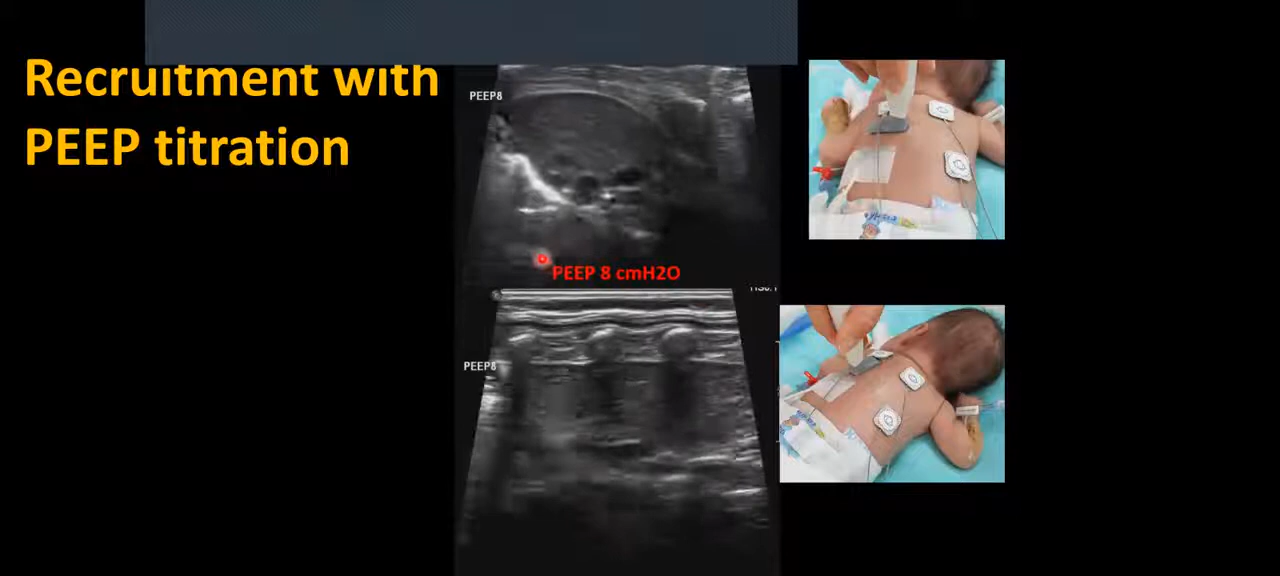 Recruitment with
PEEP titration
PEEP8
PEEP 8 cmH2O
PEEP8